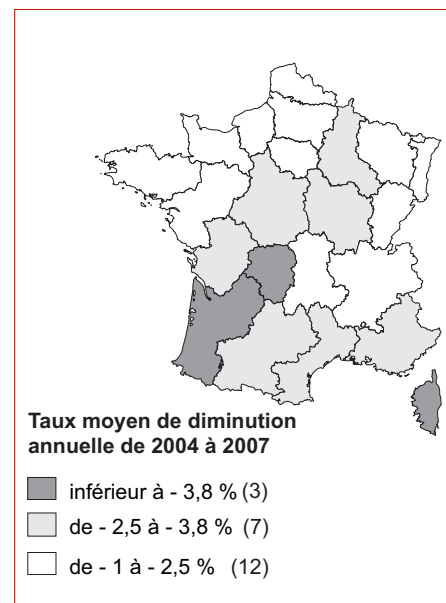 Taux moyen de diminution
annuelle de 2004 à 2007
inférieur à - 3,8 % (3)
de - 2,5 à - 3,8 % (7)
de - 1 à - 2,5 % (12)